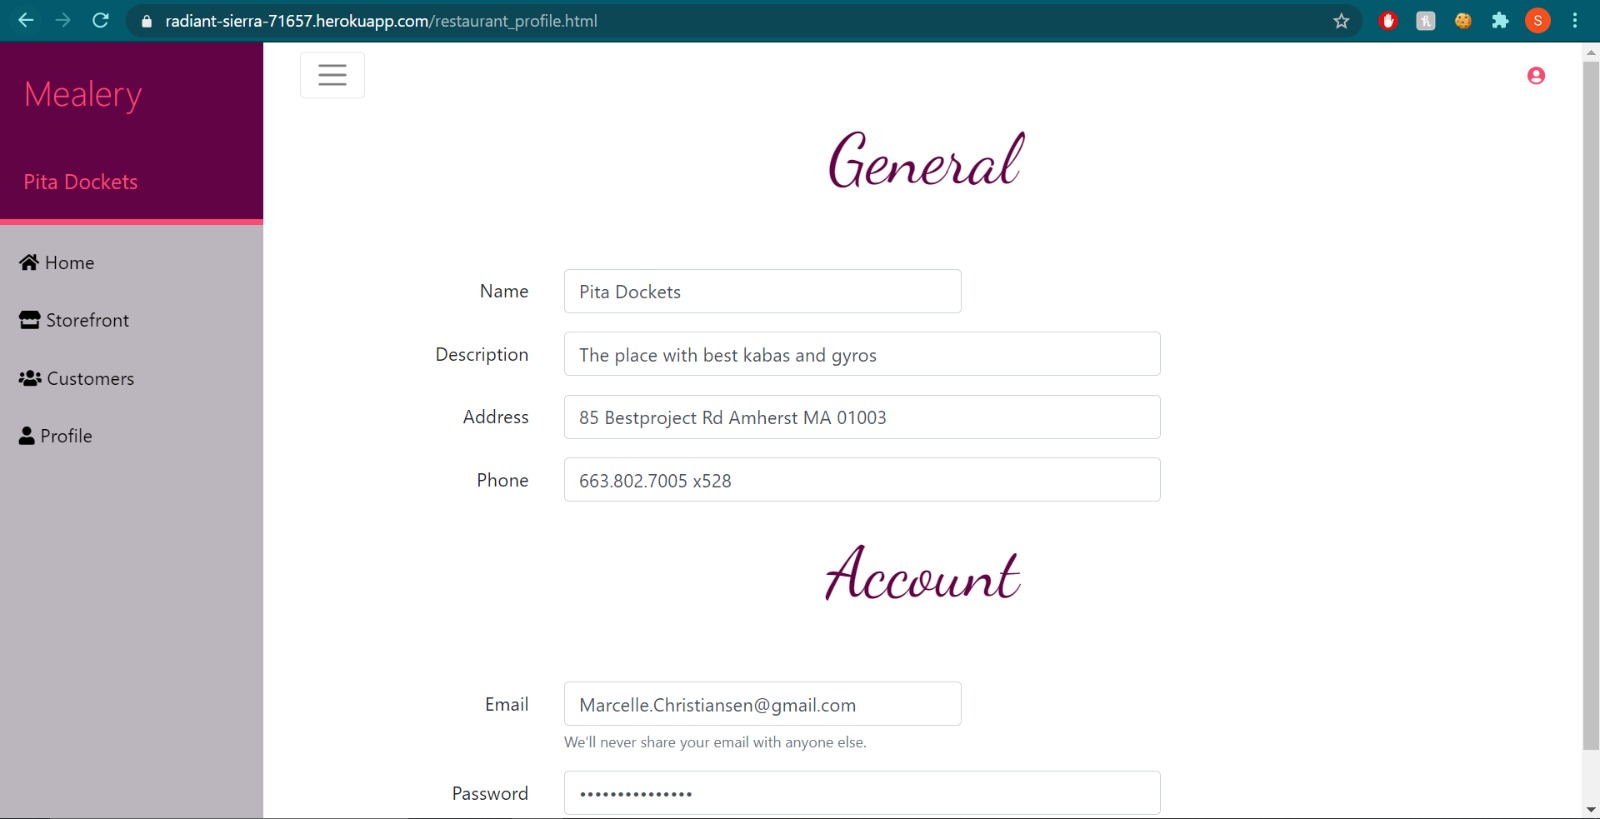 radiant-sierra-71657.herokuapp.com/restaurant_profile.html
S
Mealery
Pita Dockets
Home
Storefront
Customers
Profile
General
Name
Pita Dockets
Description
The place with best kabas and gyros
Address
85 Bestproject Rd Amherst MA 01003
Phone
663.802.7005 x528
Account
Email
Marcelle.Christiansen@gmail.com
We'll never share your email with anyone else.
Password
•••••••••••••••